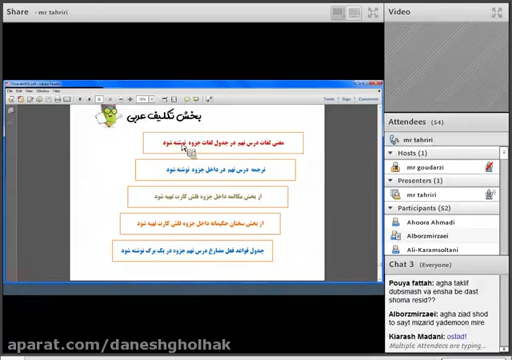 Share - mr tahriri
Video
بخش تکلیف عربی
معنی لغات درس نهم در جدول لغات جزوه نوشته شود
ترجمه درس نهم در داخل جزوه نوشته شود
از بخش مکالمه داخل جزوه فلش کارت تهیه شود
از بخش سخنان حکیمانه داخل جزوه فلش کارت تهیه شود
جدول قواعد فعل مضارع درس نهم جزوه در یک برگ نوشته شود
Attendees (54)
mr tahriri
Hosts (1)
mr goudarzi
Presenters (1)
mr tahriri
Participants (52)
Ahoora Ahmadi
Alborzmirzaei
Ali-Karamsoltani
Chat 3 (Everyone)
Pouya fattah: agha taklif
dubsmash va ensha be dast
shoma resid??
Alborzmirzaei: agha ziad shod
to sayt mizand yademoon mire
Kiarash Madani: ostad!
Multiple Attendees are typing...
aparat.com/daneshgholhak